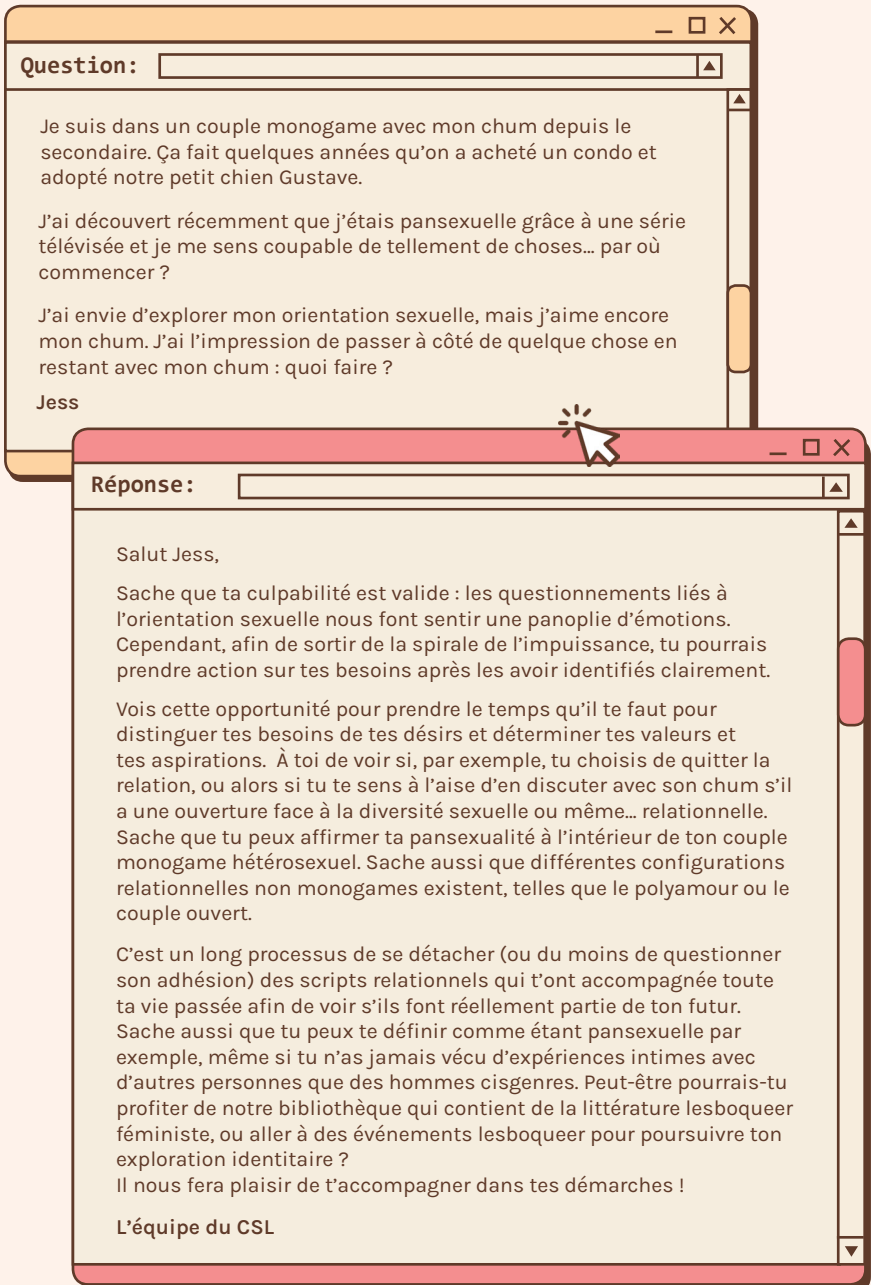 Question:
Je suis dans un couple monogame avec mon chum depuis le
secondaire. Ça fait quelques années qu’on a acheté un condo et
adopté notre petit chien Gustave.
J’ai découvert récemment que j’étais pansexuelle grâce à une série
télévisée et je me sens coupable de tellement de choses... par où
commencer ?
J’ai envie d’explorer mon orientation sexuelle, mais j’aime encore
mon chum. J’ai l’impression de passer à côté de quelque chose en
restant avec mon chum : quoi faire ?
Jess
Réponse:
Salut Jess,
Sache que ta culpabilité est valide : les questionnements liés à
l’orientation sexuelle nous font sentir une panoplie d’émotions.
Cependant, afin de sortir de la spirale de l’impuissance, tu pourrais
prendre action sur tes besoins après les avoir identifiés clairement.
Vois cette opportunité pour prendre le temps qu’il te faut pour
distinguer tes besoins de tes désirs et déterminer tes valeurs et
tes aspirations. À toi de voir si, par exemple, tu choisis de quitter la
relation, ou alors si tu te sens à l’aise d’en discuter avec son chum s’il
a une ouverture face à la diversité sexuelle ou même... relationnelle.
Sache que tu peux affirmer ta pansexualité à l’intérieur de ton couple
monogame hétérosexuel. Sache aussi que différentes configurations
relationnelles non monogames existent, telles que le polyamour ou le
couple ouvert.
C’est un long processus de se détacher (ou du moins de questionner
son adhésion) des scripts relationnels qui t’ont accompagnée toute
ta vie passée afin de voir s’ils font réellement partie de ton futur.
Sache aussi que tu peux te définir comme étant pansexuelle par
exemple, même si tu n’as jamais vécu d’expériences intimes avec
d’autres personnes que des hommes cisgenres. Peut-être pourrais-tu
profiter de notre bibliothèque qui contient de la littérature lesboqueer
féministe, ou aller à des événements lesboqueer pour poursuivre ton
exploration identitaire ?
Il nous fera plaisir de t’accompagner dans tes démarches !
L’équipe du CSL